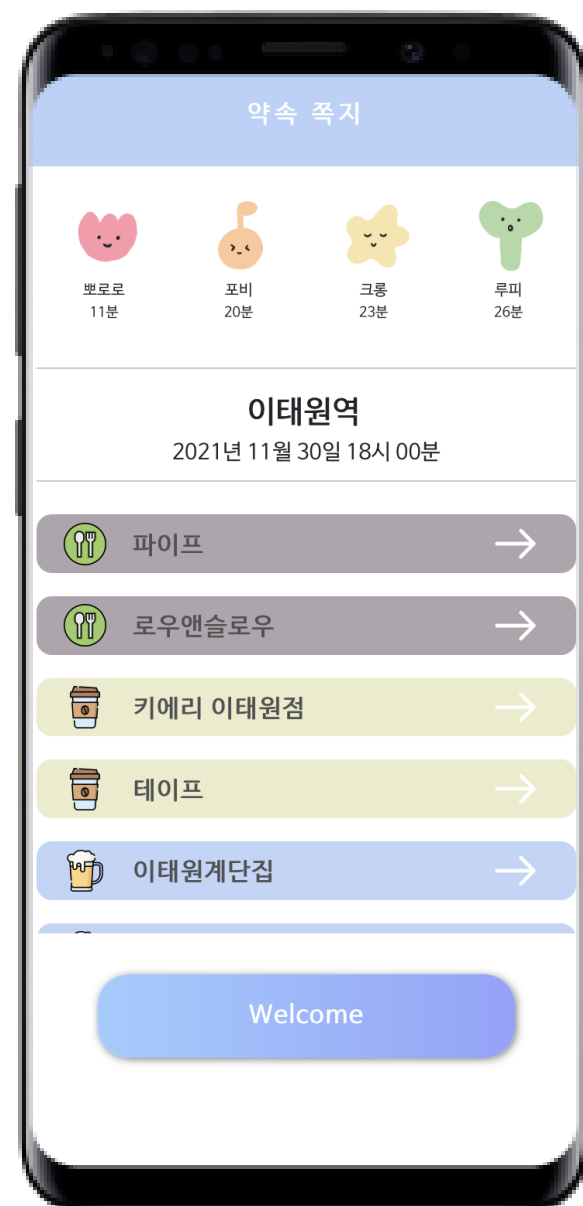 약속 쪽지
뽀로로
11분
포비
20분
크롱
23분
루피
26분
이태원역
2021년 11월 30일 18시 00분
파이프
로우앤슬로우
키에리 이태원점
테이프
이태원계단집
Welcome